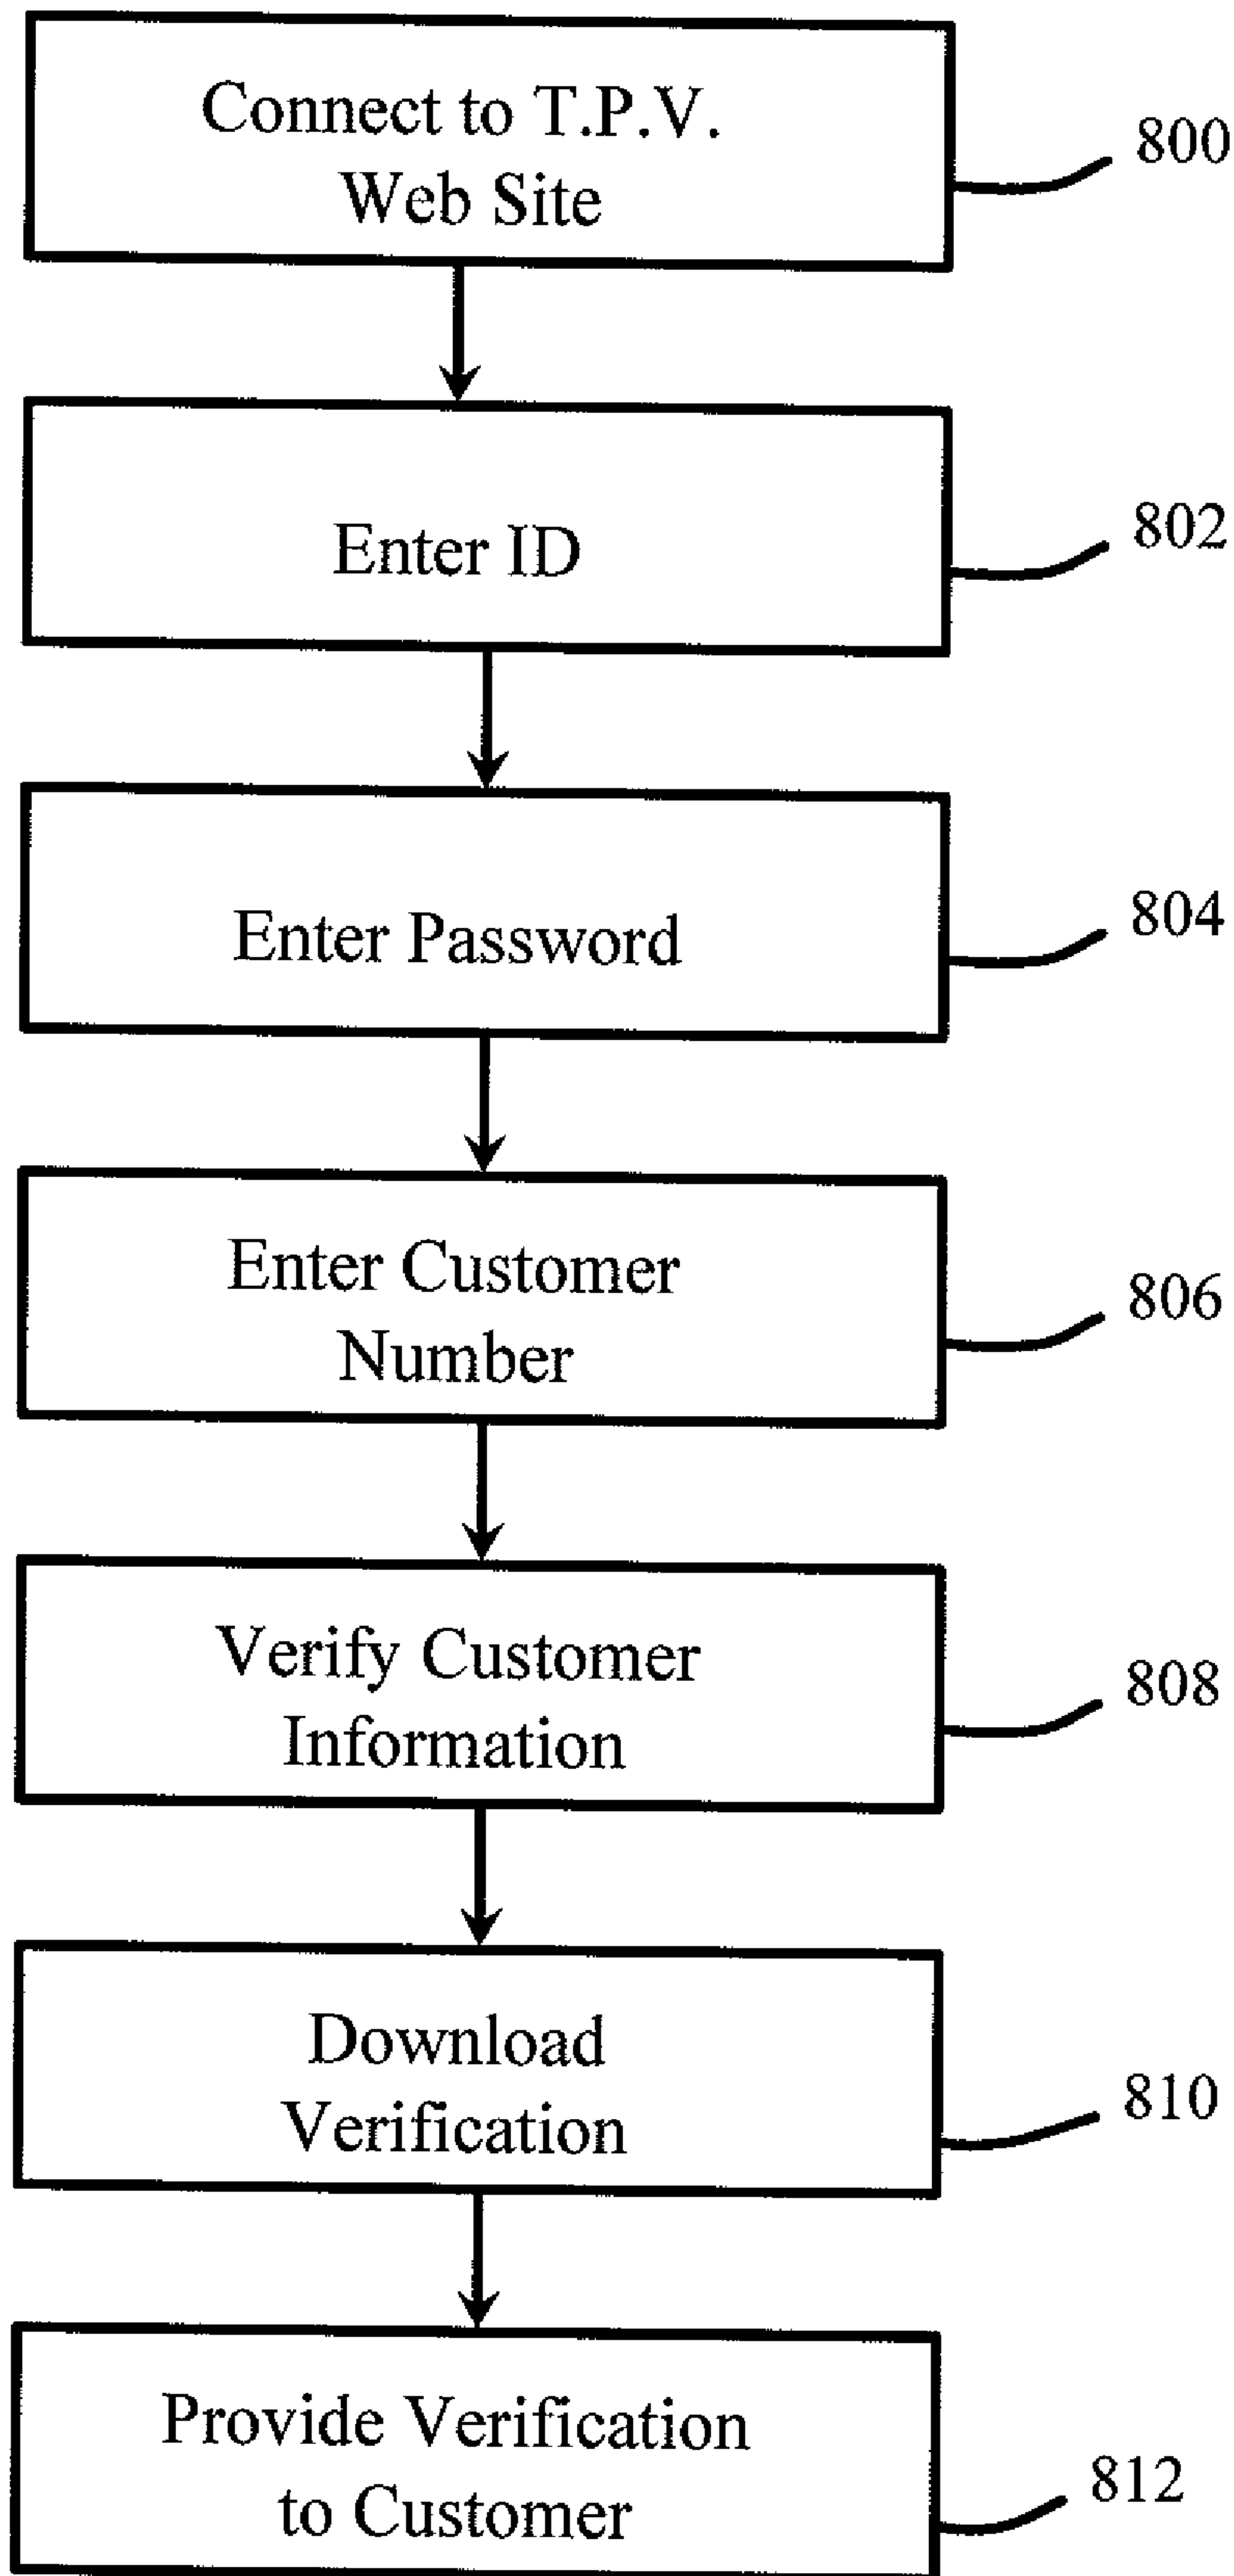 Connect to T.P.V.
Web Site
800
Enter ID
802
Enter Password
804
Enter Customer
Number
806
Verify Customer
Information
808
Download
Verification
810
Provide Verification
to Customer
812